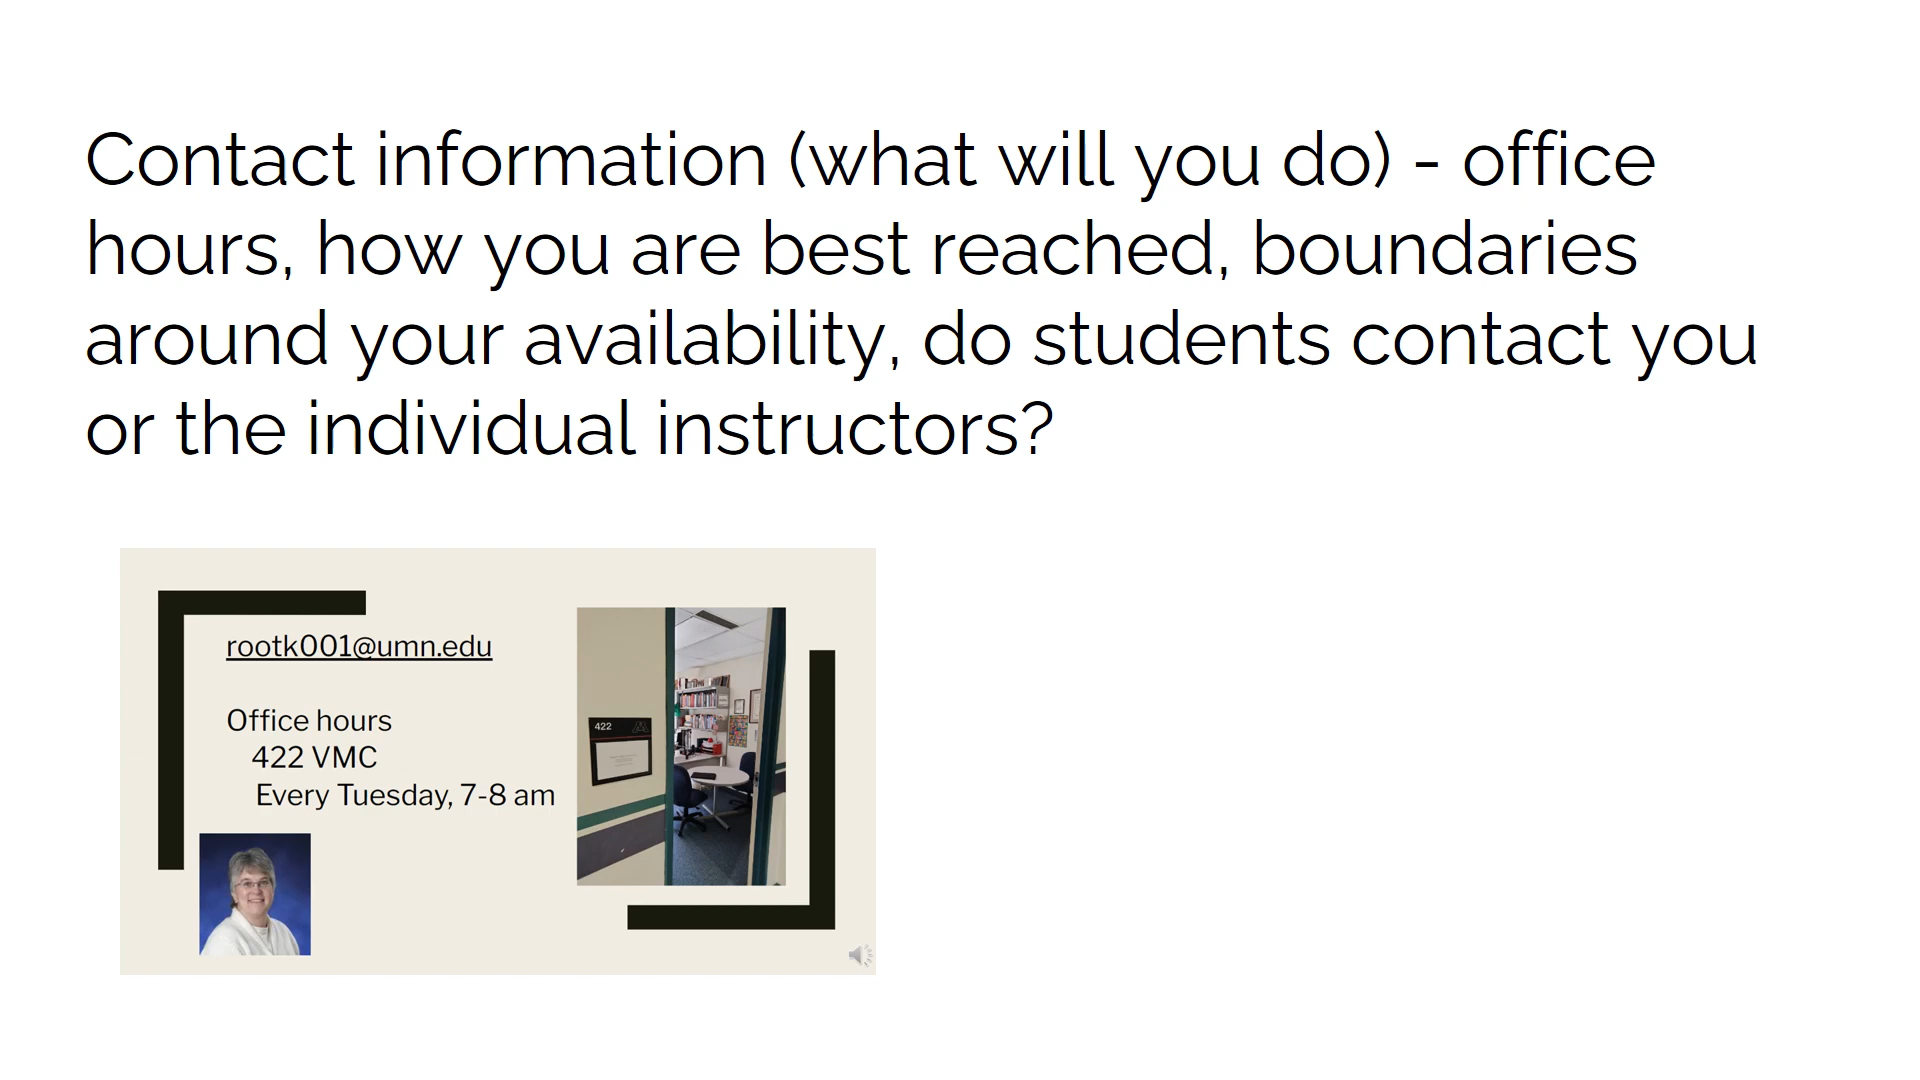 Contact information (what will you do) - office
hours, how you are best reached, boundaries
around your availability, do students contact you
or the individual instructors?
rootk001@umn.edu
Office hours
422 VMC
Every Tuesday, 7-8 am
422